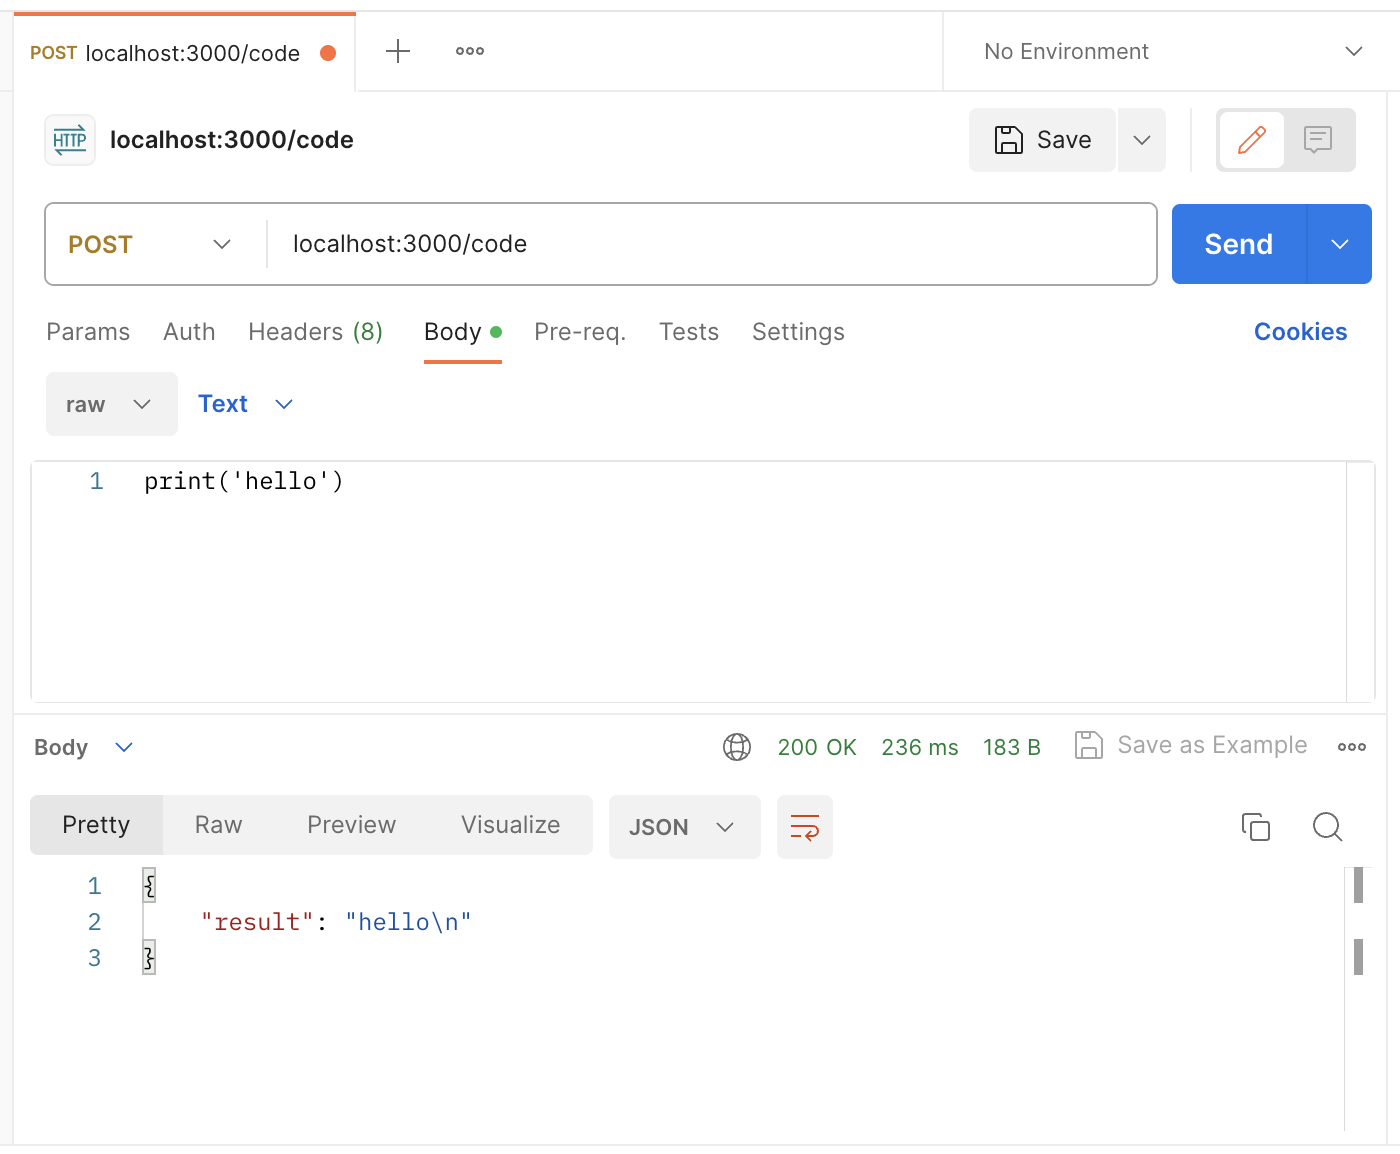 POST localhost:3000/code
No Environment
HTTP localhost:3000/code
Save
POST localhost:3000/code
Send
Params Auth Headers (8) Body Pre-req. Tests Settings Cookies
raw Text
1 print('hello')
Body 200 OK 236 ms 183 B Save as Example
Pretty Raw Preview Visualize JSON
1 {
2 "result": "hello\n"
3 }